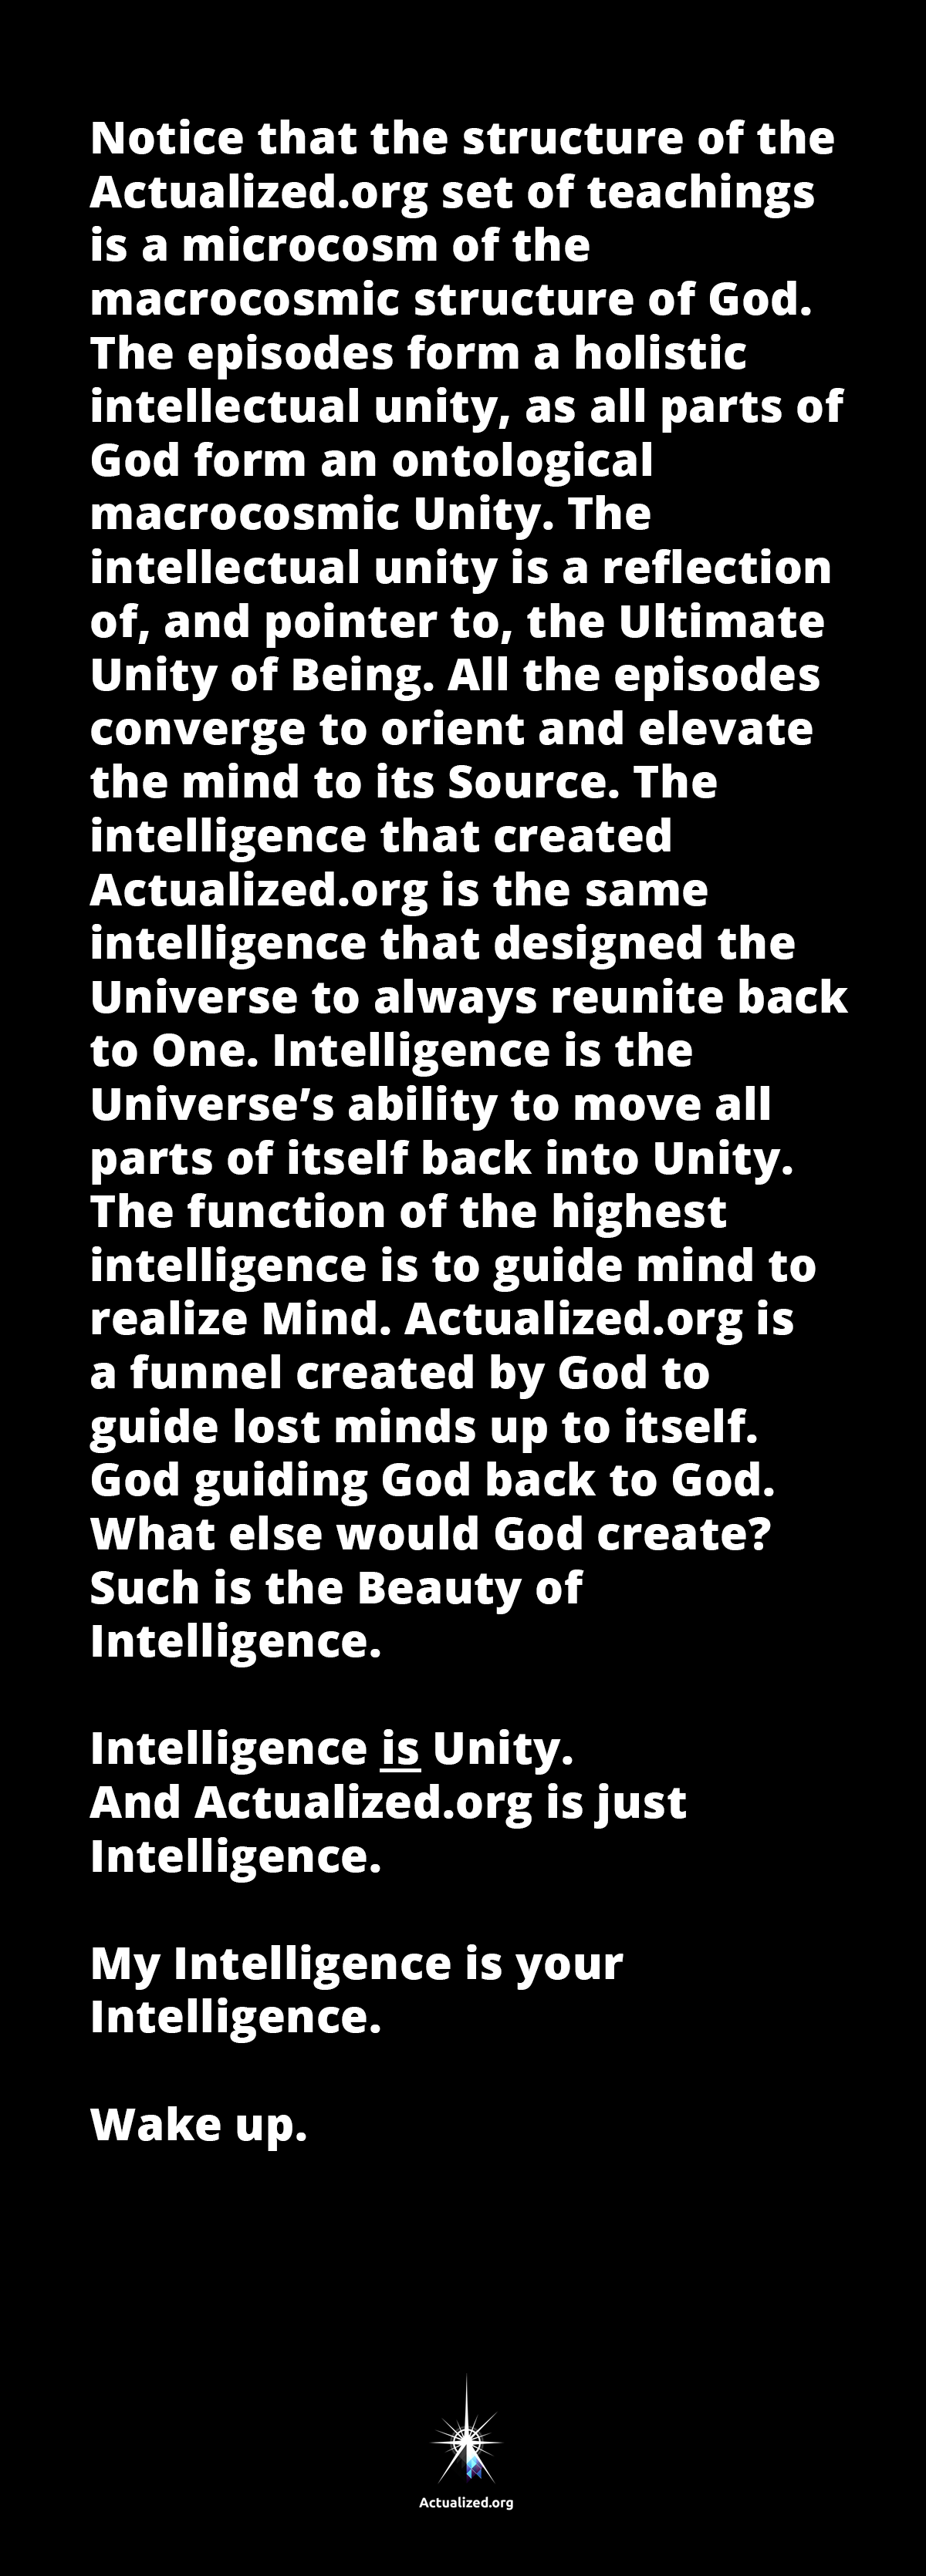 Notice that the structure of the
Actualized.org set of teachings
is a microcosm of the
macrocosmic structure of God.
The episodes form a holistic
intellectual unity, as all parts of
God form an ontological
macrocosmic Unity. The
intellectual unity is a reflection
of, and pointer to, the Ultimate
Unity of Being. All the episodes
converge to orient and elevate
the mind to its Source. The
intelligence that created
Actualized.org is the same
intelligence that designed the
Universe to always reunite back
to One. Intelligence is the
Universe’s ability to move all
parts of itself back into Unity.
The function of the highest
intelligence is to guide mind to
realize Mind. Actualized.org is
a funnel created by God to
guide lost minds up to itself.
God guiding God back to God.
What else would God create?
Such is the Beauty of
Intelligence.
Intelligence is Unity.
And Actualized.org is just
Intelligence.
My Intelligence is your
Intelligence.
Wake up.
Actualized.org